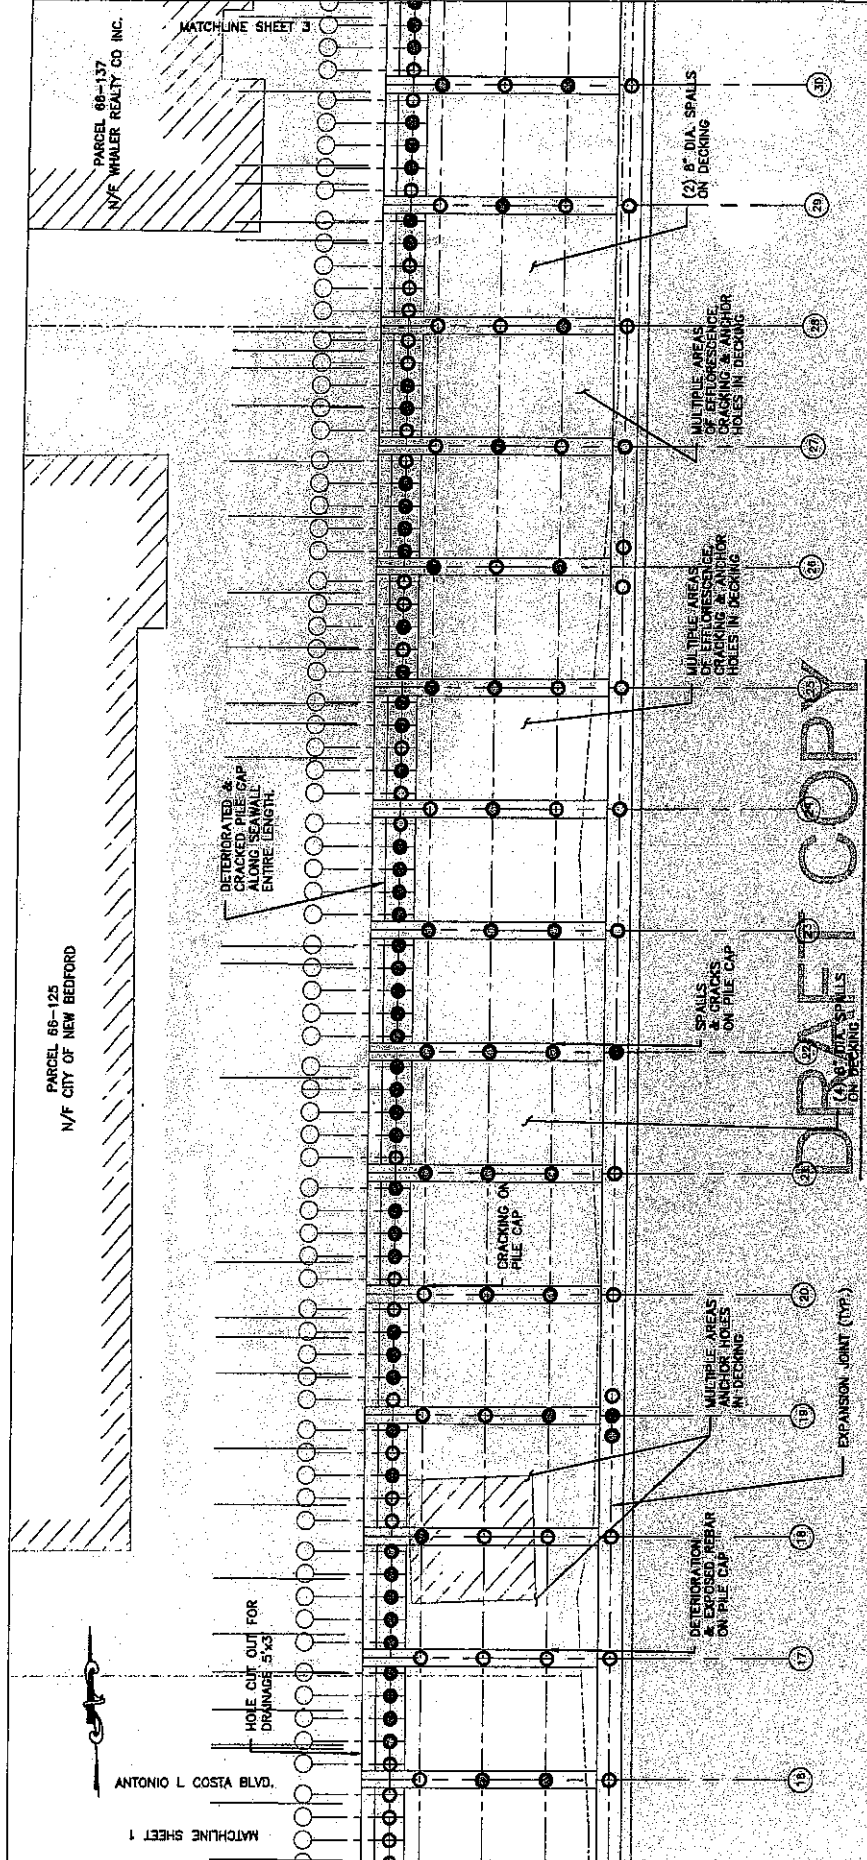 MATCHLINE SHEET 3
PARCEL 66-137
N/F WHALER REALTY CO INC.
(2) 8" DIA. SPALLS
ON DECKING
30
29
28
27
26
MULTIPLE AREAS
OF EFFLORESCENCE,
CRACKING & ANCHOR
HOLES IN DECKING
MULTIPLE AREAS
OF EFFLORESCENCE,
CRACKING & ANCHOR
HOLES IN DECKING
DETERIORATED &
CRACKED PILE CAP
ALONG SEAWALL
ENTIRE LENGTH.
25
24
23
22
21
DRAFT COPY
PARCEL 66-125
N/F CITY OF NEW BEDFORD
SPALLS
& CRACKS
ON PILE CAP
DIA. SPALLS
ON DECKING
CRACKING ON
PILE CAP
20
19
18
17
MULTIPLE AREAS
ANCHOR HOLES
IN DECKING
EXPANSION JOINT (TYP.)
DETERIORATION
& EXPOSED REBAR
ON PILE CAP
HOLE CUT OUT FOR
DRAINAGE .5'X3'
ANTONIO L COSTA BLVD.
MATCHLINE SHEET 1